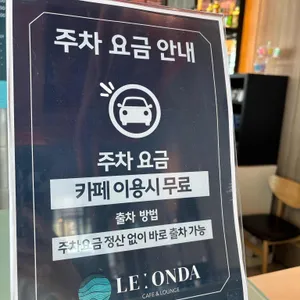 주차 요금 안내
주차 요금
카페 이용시 무료
출차 방법
주차요금 정산 없이 바로 출차 가능
LE:ONDA
CAFE & LOUNGE